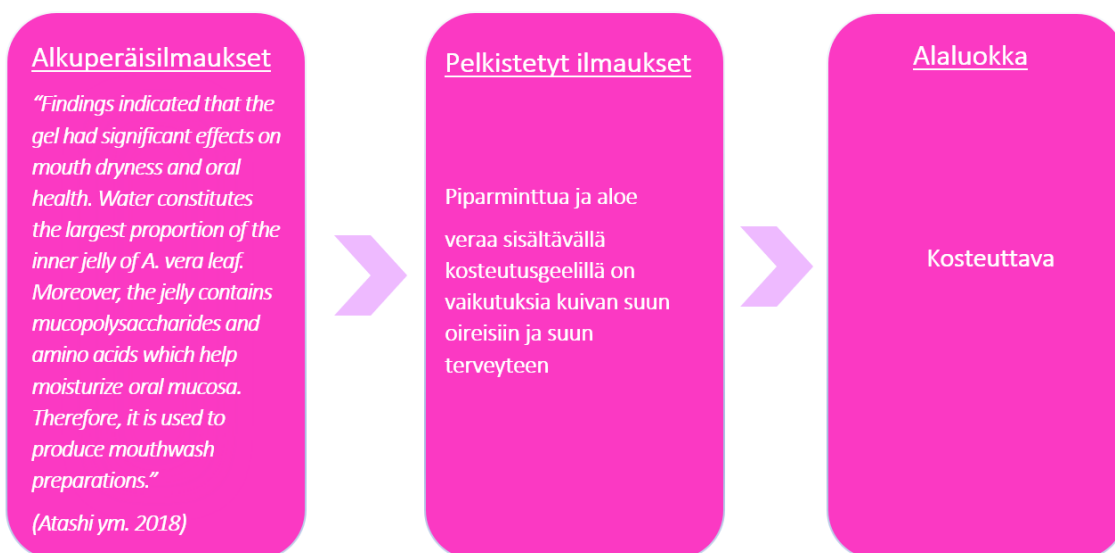 Alkuperäisilmaukset
“Findings indicated that the
gel had significant effects on
mouth dryness and oral
health. Water constitutes
the largest proportion of the
inner jelly of A. vera leaf.
Moreover, the jelly contains
mucopolysaccharides and
amino acids which help
moisturize oral mucosa.
Therefore, it is used to
produce mouthwash
preparations.”
(Atashi ym. 2018)
Pelkistetyt ilmaukset
Piparminttua ja aloe
veraa sisältävällä
kosteutusgeelillä on
vaikutuksia kuivan suun
oireisiin ja suun
terveyteen
Alaluokka
Kosteuttava